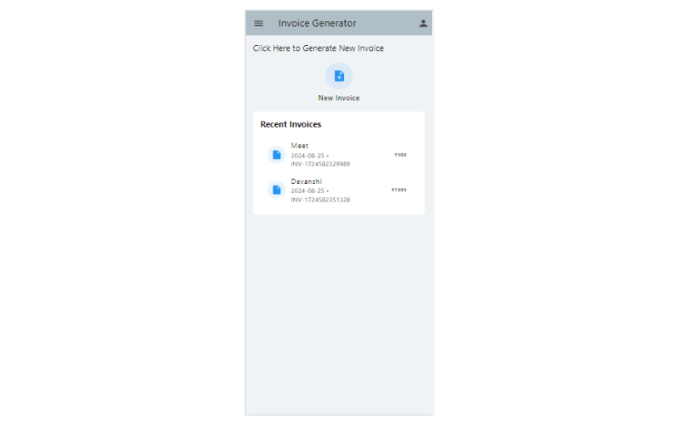 Invoice Generator
Click Here to Generate New Invoice
New Invoice
Recent Invoices
Meet
2024-08-25 •
INV-1724582329989
₹500
Devanshi
2024-08-25 •
INV-1724582351328